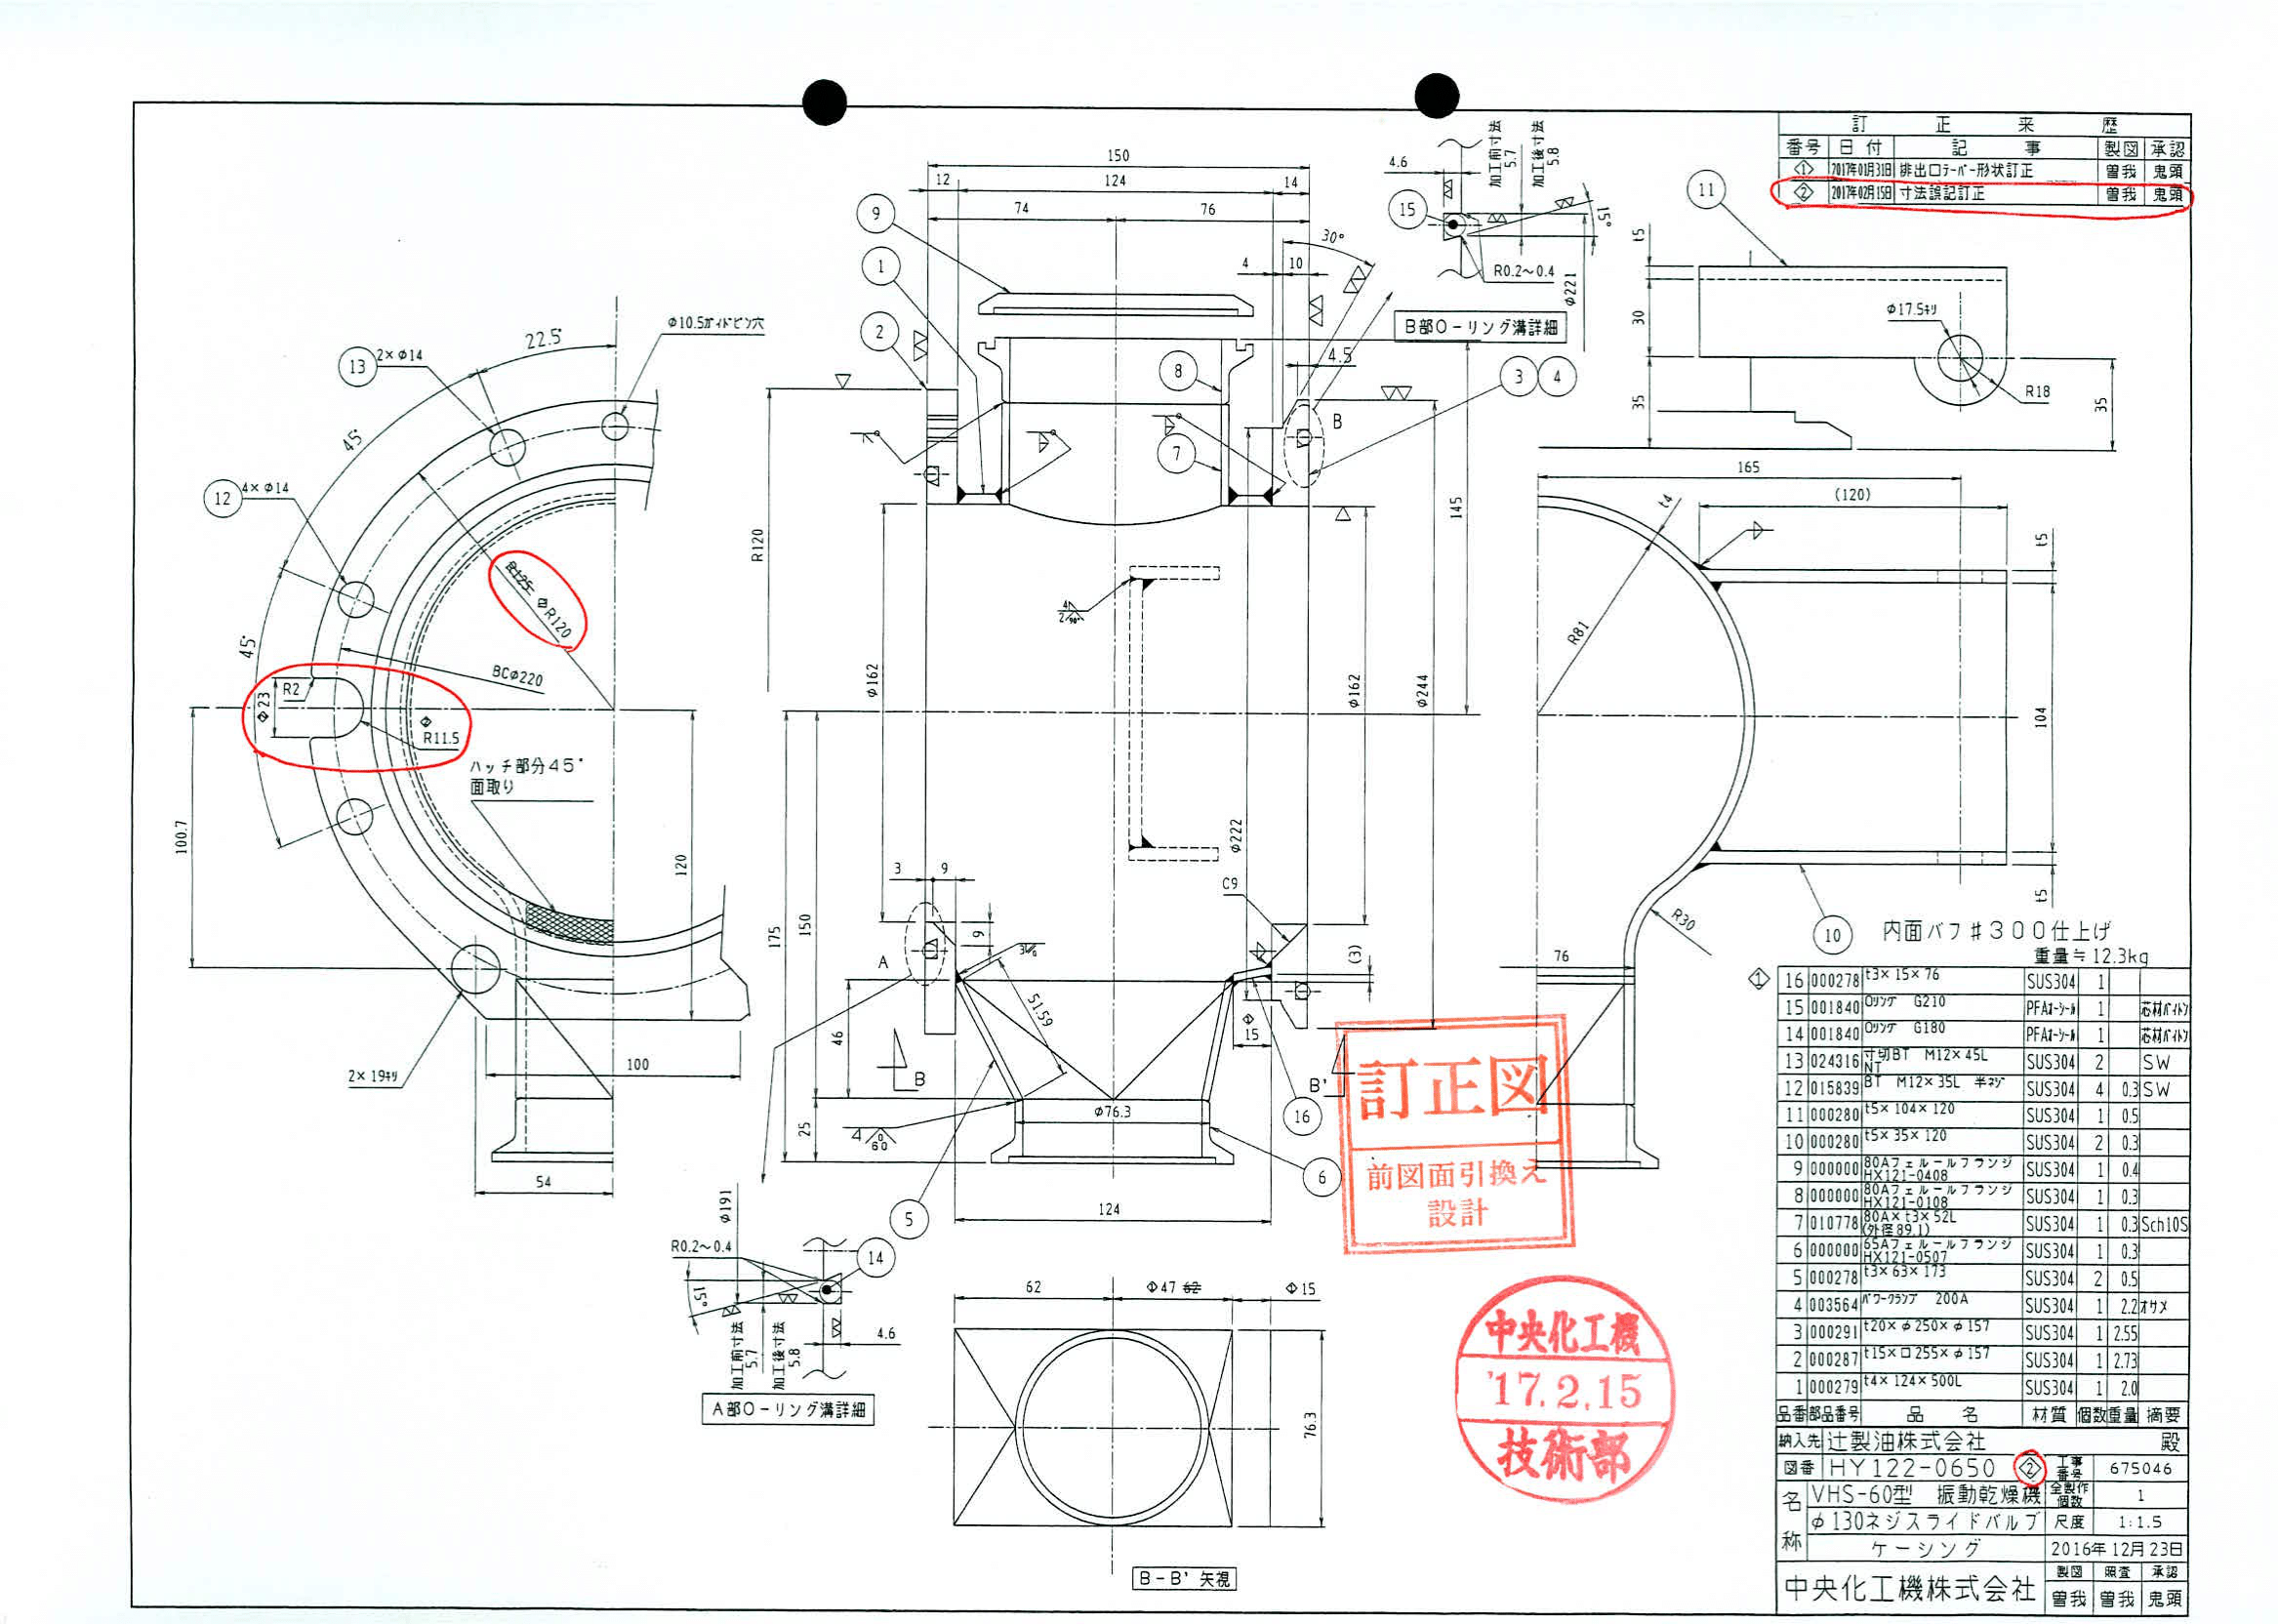 訂 正 来 歴
番号 日 付 記 事 製図 承認
1 2017年01月31日 排出口テーパー形状訂正 曽我 鬼頭
2 2017年02月15日 寸法誤記訂正 曽我 鬼頭
150
12 124 14
74 76
9
1
2
30°
4 10
4.5
8
7
3 4
B
145
4.6
加工前寸法
5.7
加工後寸法
5.8
15
15°
R0.2～0.4
φ221
B部O－リング溝詳細
11
t5
30
35
φ17.5キリ
R18
35
22.5°
φ10.5ガイドピン穴
13 2×φ14
45°
12 4×φ14
45°
R125
R120
BCφ220
R2
23
R11.5
ハッチ部分45°
面取り
100.7
120
2×19キリ
100
54
R120
φ162
φ162
φ244
φ222
175
150
3 9
9
A
C9
(3)
51.59
46
25
15
B
B'
φ76.3
4
60
16
6
5
124
165
(120)
t4
t5
R81
104
t5
R30
10
76
内面バフ♯300仕上げ
重量≒12.3kg
φ191
R0.2～0.4
14
15°
加工前寸法
5.7
加工後寸法
5.8
4.6
A部O－リング溝詳細
62 47 62 15
76.3
B－B' 矢視
訂正図
前図面引換え
設計
中央化工機
'17.2.15
技術部
1
16 000278 t3×15×76 SUS304 1
15 001840 Oリング G210 PFAオーシール 1 芯材バイトン
14 001840 Oリング G180 PFAオーシール 1 芯材バイトン
13 024316 寸切BT M12×45L NT SUS304 2 SW
12 015839 BT M12×35L 半ネジ SUS304 4 0.3 SW
11 000280 t5×104×120 SUS304 1 0.5
10 000280 t5×35×120 SUS304 2 0.3
9 000000 80Aフェルールフランジ HX121-0408 SUS304 1 0.4
8 000000 80Aフェルールフランジ HX121-0108 SUS304 1 0.3
7 010778 80A×t3×52L (外径89.1) SUS304 1 0.3 Sch10S
6 000000 65Aフェルールフランジ HX121-0507 SUS304 1 0.3
5 000278 t3×63×173 SUS304 2 0.5
4 003564 パワークランプ 200A SUS304 1 2.2 オサメ
3 000291 t20×φ250×φ157 SUS304 1 2.55
2 000287 t15×□255×φ157 SUS304 1 2.73
1 000279 t4×124×500L SUS304 1 2.0
品番 部品番号 品 名 材質 個数 重量 摘要
納入先 辻製油株式会社 殿
図番 HY122-0650 2 工事番号 675046
名称 VHS-60型 振動乾燥機 全製作個数 1
φ130ネジスライドバルブ 尺度 1:1.5
ケーシング 2016年12月23日
中央化工機株式会社 製図 照査 承認
曽我 曽我 鬼頭